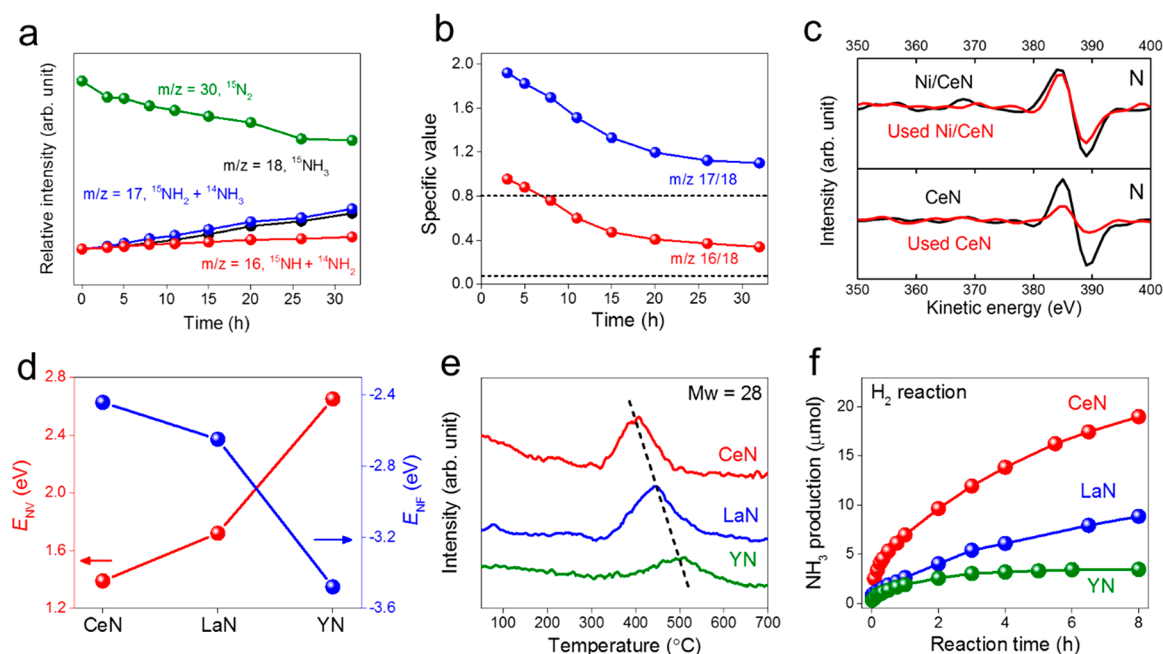 a
Relative intensity (arb. unit)
m/z = 30, ¹⁵N₂
m/z = 18, ¹⁵NH₃
m/z = 17, ¹⁵NH₂ + ¹⁴NH₃
m/z = 16, ¹⁵NH + ¹⁴NH₂
0 5 10 15 20 25 30
Time (h)
b
Specific value
2.0
1.6
1.2
0.8
0.4
0.0
m/z 17/18
m/z 16/18
0 5 10 15 20 25 30
Time (h)
c
350 360 370 380 390 400
Intensity (arb. unit)
Ni/CeN
N
Used Ni/CeN
CeN
N
Used CeN
350 360 370 380 390 400
Kinetic energy (eV)
d
E_NV (eV)
2.8
2.4
2.0
1.6
1.2
-2.4
-2.8
-3.2
-3.6
E_NF (eV)
CeN LaN YN
e
Intensity (arb. unit)
Mw = 28
CeN
LaN
YN
100 200 300 400 500 600 700
Temperature (°C)
f
NH₃ production (μmol)
H₂ reaction
20
15
10
5
0
CeN
LaN
YN
0 2 4 6 8
Reaction time (h)